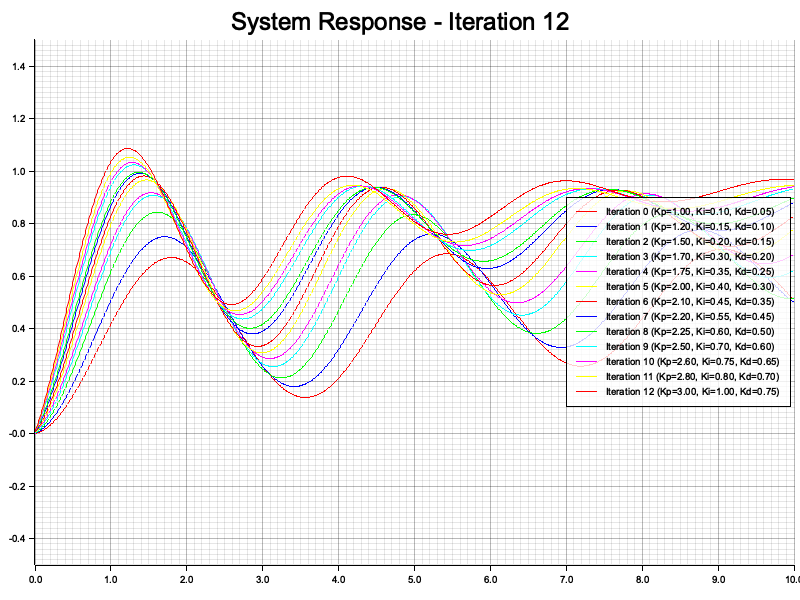 System Response - Iteration 12
1.4
1.2
1.0
0.8
0.6
0.4
0.2
-0.0
-0.2
-0.4
0.0 1.0 2.0 3.0 4.0 5.0 6.0 7.0 8.0 9.0 10.0
Iteration 0 (Kp=1.00, Ki=0.10, Kd=0.05)
Iteration 1 (Kp=1.20, Ki=0.15, Kd=0.10)
Iteration 2 (Kp=1.50, Ki=0.20, Kd=0.15)
Iteration 3 (Kp=1.70, Ki=0.30, Kd=0.20)
Iteration 4 (Kp=1.75, Ki=0.35, Kd=0.25)
Iteration 5 (Kp=2.00, Ki=0.40, Kd=0.30)
Iteration 6 (Kp=2.10, Ki=0.45, Kd=0.35)
Iteration 7 (Kp=2.20, Ki=0.55, Kd=0.45)
Iteration 8 (Kp=2.25, Ki=0.60, Kd=0.50)
Iteration 9 (Kp=2.50, Ki=0.70, Kd=0.60)
Iteration 10 (Kp=2.60, Ki=0.75, Kd=0.65)
Iteration 11 (Kp=2.80, Ki=0.80, Kd=0.70)
Iteration 12 (Kp=3.00, Ki=1.00, Kd=0.75)